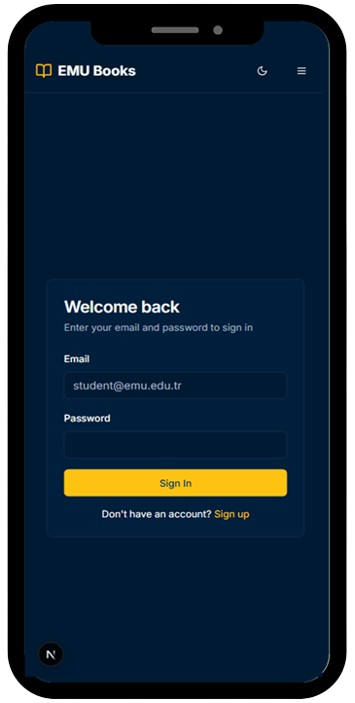 EMU Books
Welcome back
Enter your email and password to sign in
Email
student@emu.edu.tr
Password
Sign In
Don't have an account? Sign up
N